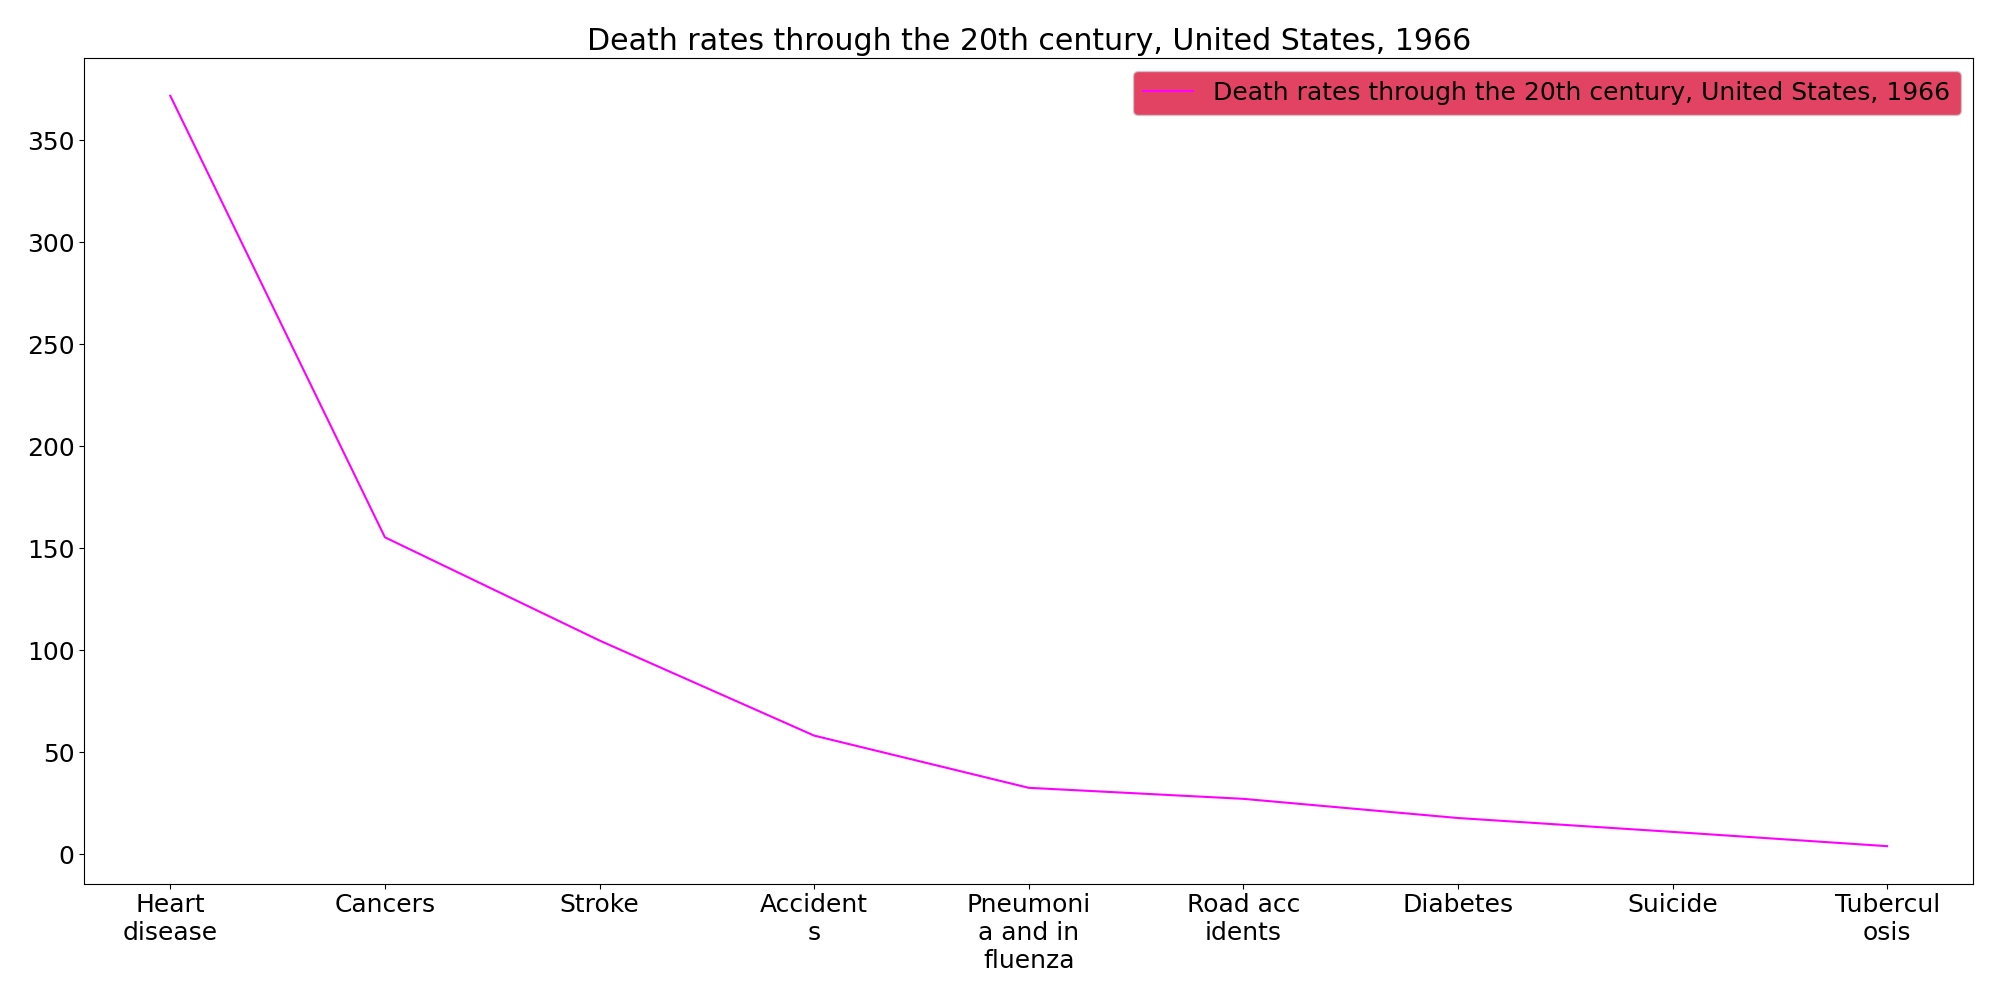 Death rates through the 20th century, United States, 1966
Death rates through the 20th century, United States, 1966
350
300
250
200
150
100
50
0
Heart
disease
Cancers
Stroke
Accident
s
Pneumoni
a and in
fluenza
Road acc
idents
Diabetes
Suicide
Tubercul
osis